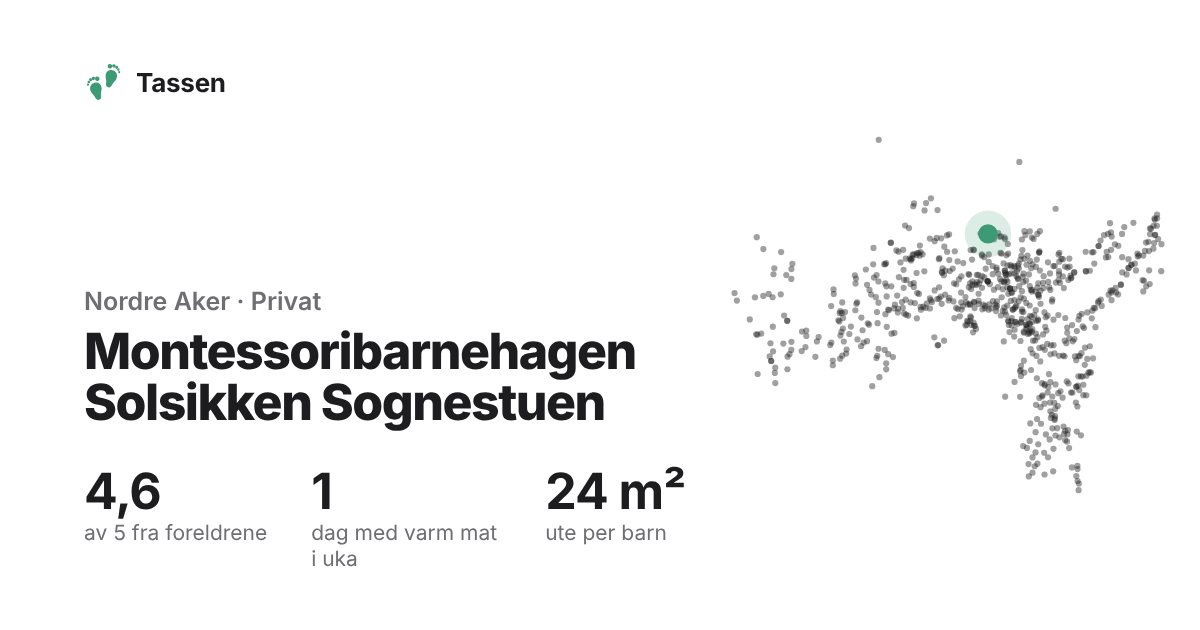 Tassen
Nordre Aker · Privat
Montessoribarnehagen
Solsikken Sognestuen
4,6
av 5 fra foreldrene
1
dag med varm mat
i uka
24 m²
ute per barn